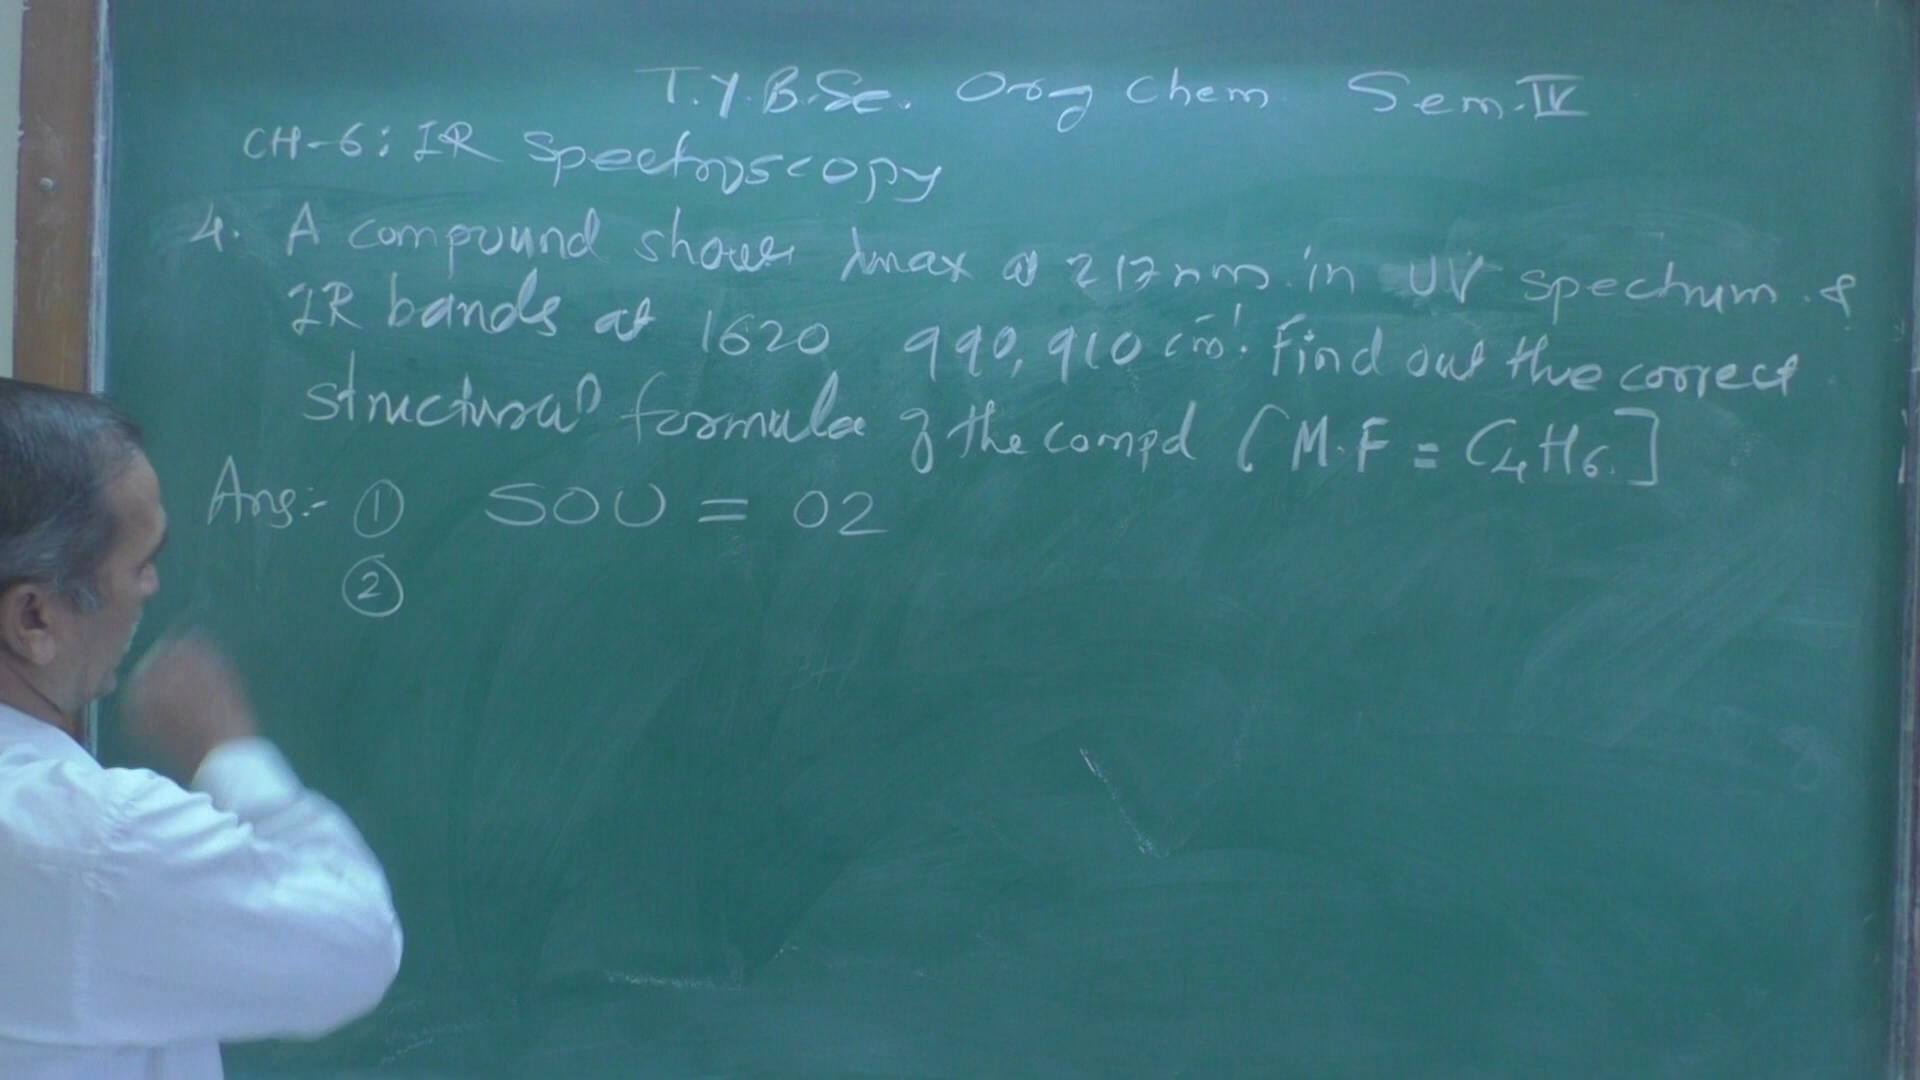 T.Y.B.Sc. Org Chem. Sem. IV
CH-6: IR Spectroscopy
4. A compound shows λmax at 217 nm. in UV spectrum. &
IR bands at 1620 990, 910 cm⁻¹. Find out the correct
structural formula of the compd [M.F = C₄H₆.]
Ans:- ① SOU = 02
②